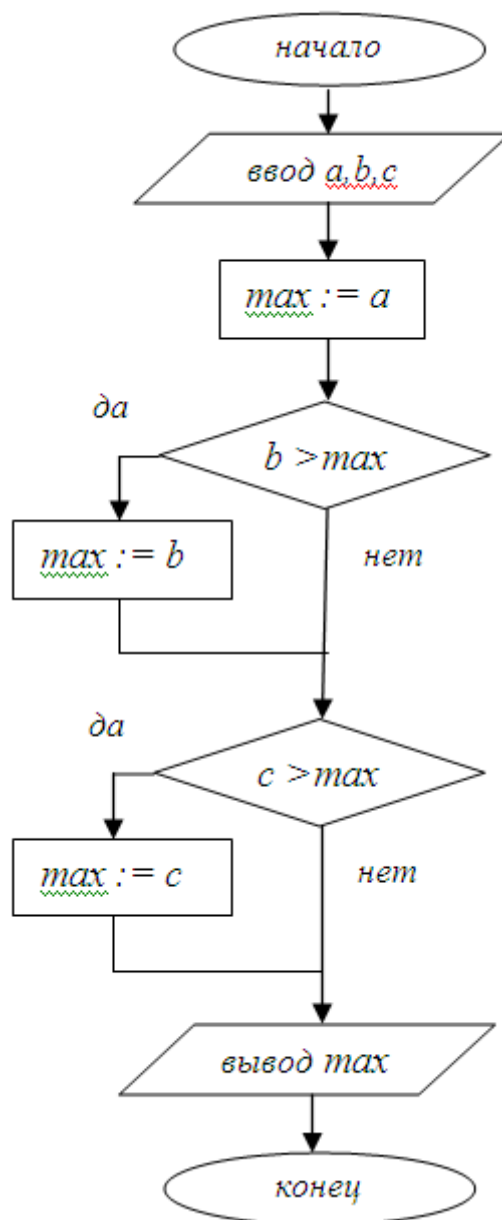 начало
ввод a,b,c
max := a
да
b >max
max := b
нет
да
c >max
max := c
нет
вывод max
конец